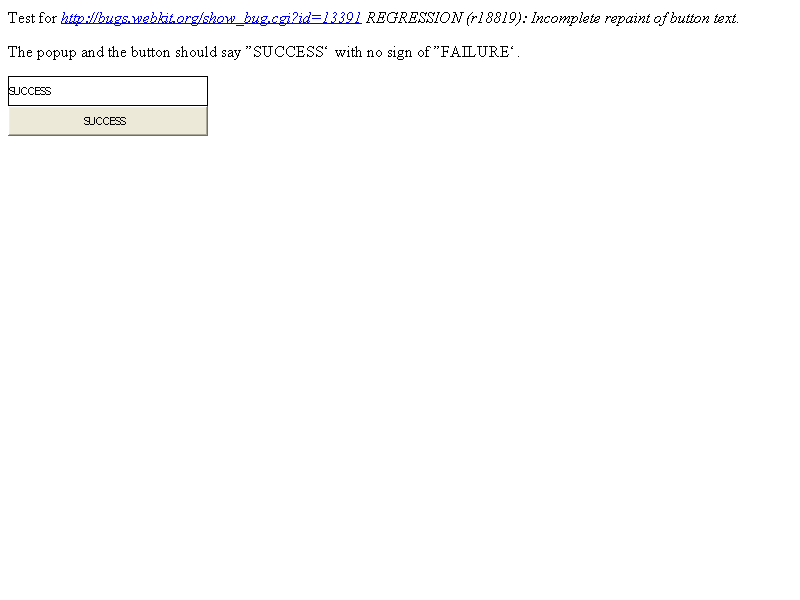 Test for http://bugs.webkit.org/show_bug.cgi?id=13391 REGRESSION (r18819): Incomplete repaint of button text.
The popup and the button should say "SUCCESS" with no sign of "FAILURE".
SUCCESS
SUCCESS